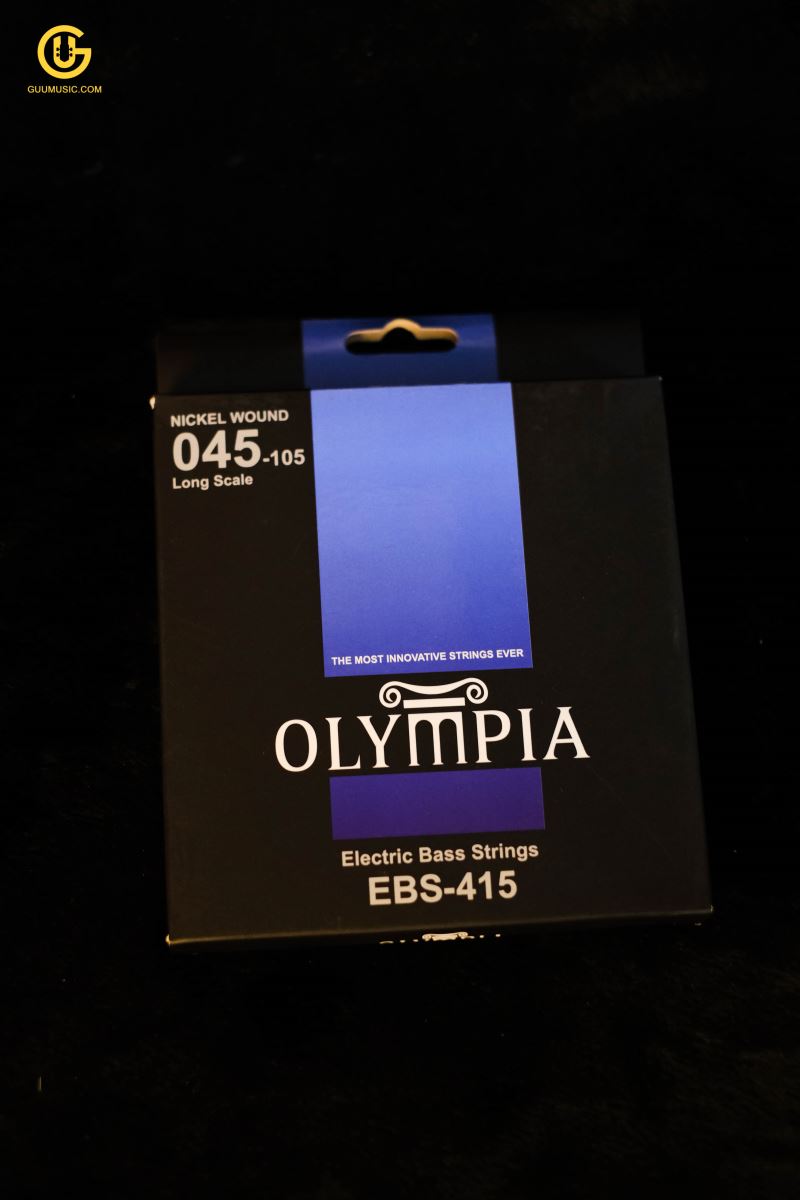 GUUMUSIC.COM
NICKEL WOUND
045-105
Long Scale
THE MOST INNOVATIVE STRINGS EVER
OLYMPIA
Electric Bass Strings
EBS-415